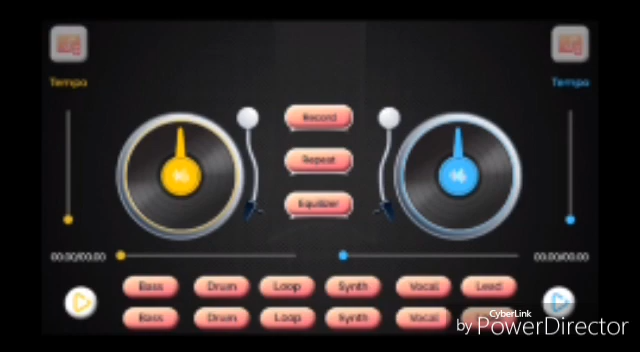 Tempo
Tempo
Record
Repeat
Equilizer
00:00/00:00
00:00/00:00
Bass Drum Loop Synth Vocal Lead
Bass Drum Loop Synth Vocal
CyberLink
by PowerDirector